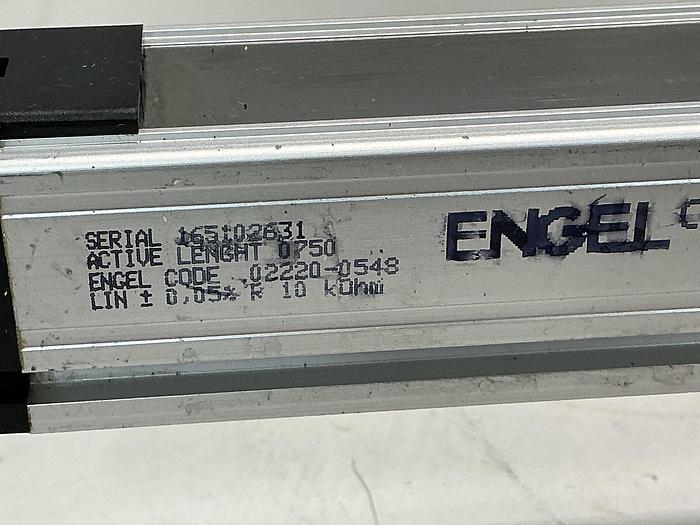 SERIAL 165102631
ACTIVE LENGHT 0750
ENGEL CODE 02220-0548
LIN ± 0,05% R 10 kOhm
ENGEL